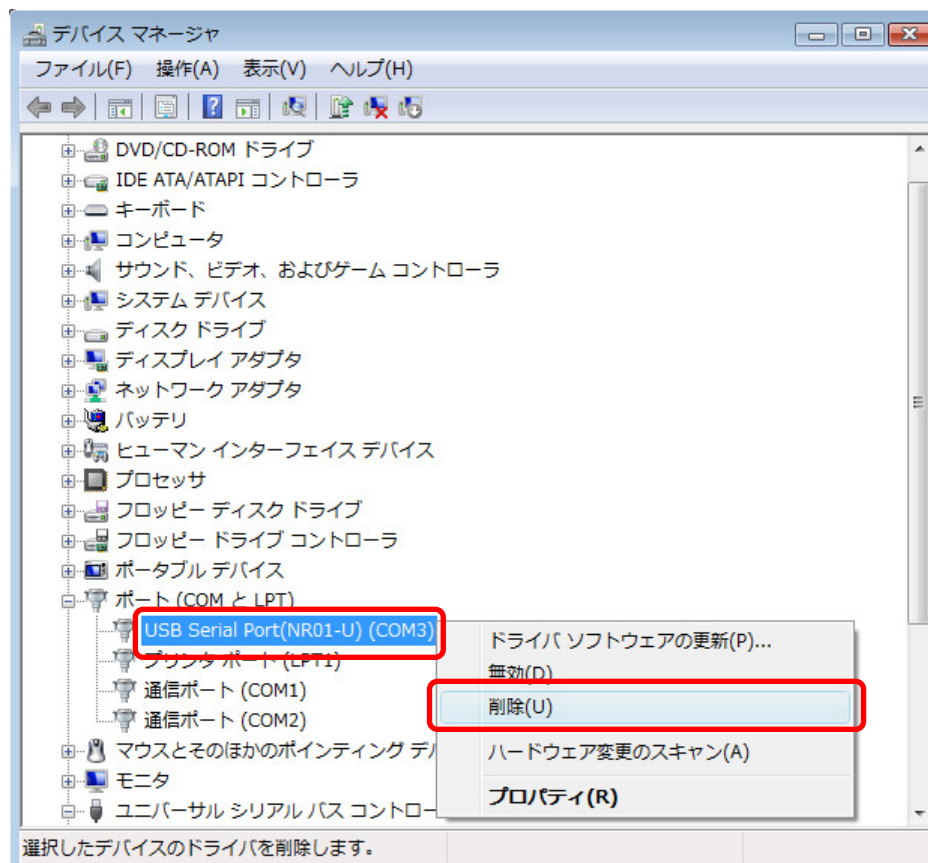 デバイス マネージャ
ファイル(F) 操作(A) 表示(V) ヘルプ(H)
DVD/CD-ROM ドライブ
IDE ATA/ATAPI コントローラ
キーボード
コンピュータ
サウンド、ビデオ、およびゲーム コントローラ
システム デバイス
ディスク ドライブ
ディスプレイ アダプタ
ネットワーク アダプタ
バッテリ
ヒューマン インターフェイス デバイス
プロセッサ
フロッピー ディスク ドライブ
フロッピー ドライブ コントローラ
ポータブル デバイス
ポート (COM と LPT)
USB Serial Port(NR01-U) (COM3)
プリンタ ポート (LPT1)
通信ポート (COM1)
通信ポート (COM2)
マウスとそのほかのポインティング デ
モニタ
ユニバーサル シリアル バス コントロー
ドライバ ソフトウェアの更新(P)...
無効(D)
削除(U)
ハードウェア変更のスキャン(A)
プロパティ(R)
選択したデバイスのドライバを削除します。